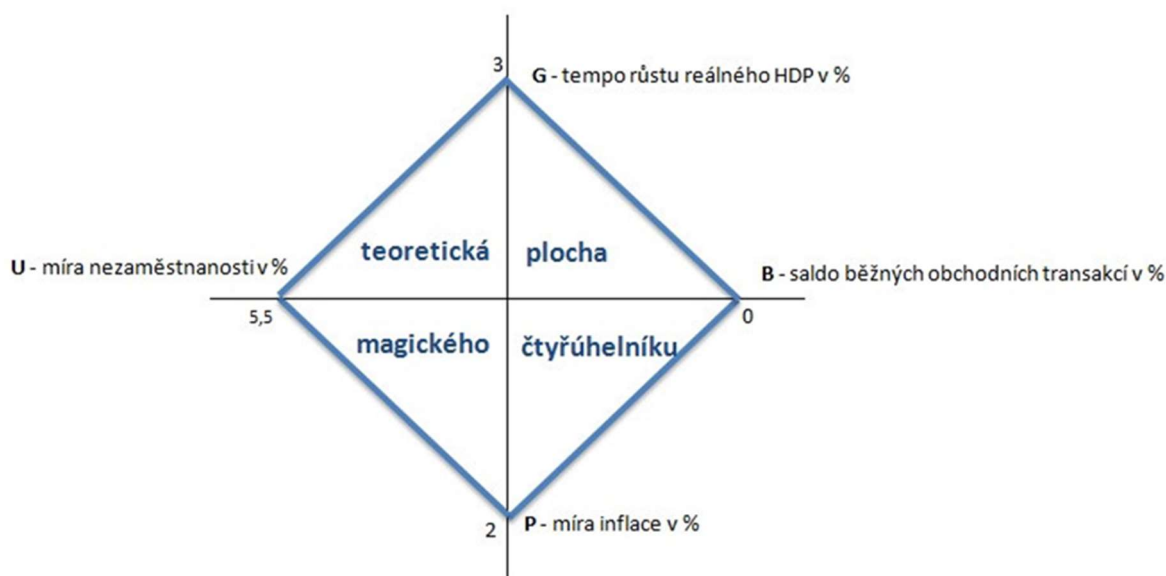 3
G - tempo růstu reálného HDP v %
teoretická plocha
U - míra nezaměstnanosti v %
B - saldo běžných obchodních transakcí v %
5,5
0
magického čtyřúhelníku
2
P - míra inflace v %